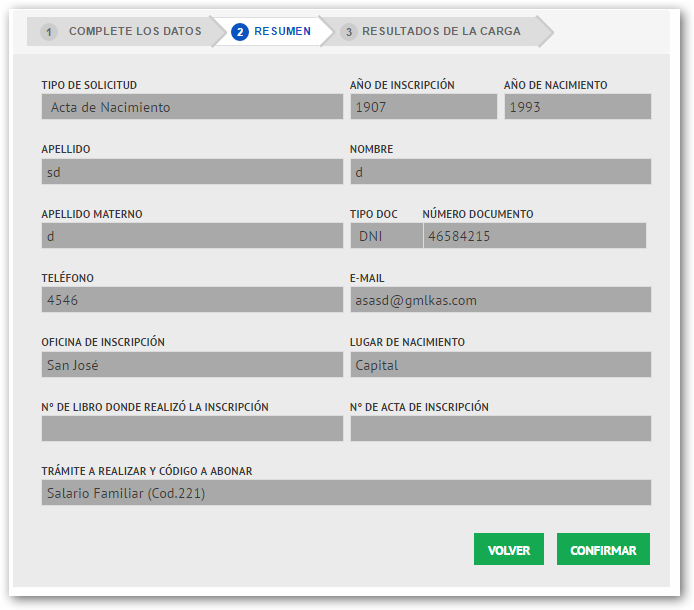 1 COMPLETE LOS DATOS 2 RESUMEN 3 RESULTADOS DE LA CARGA
TIPO DE SOLICITUD AÑO DE INSCRIPCIÓN AÑO DE NACIMIENTO
Acta de Nacimiento 1907 1993
APELLIDO NOMBRE
sd d
APELLIDO MATERNO TIPO DOC NÚMERO DOCUMENTO
d DNI 46584215
TELÉFONO E-MAIL
4546 asasd@gmlkas.com
OFICINA DE INSCRIPCIÓN LUGAR DE NACIMIENTO
San José Capital
Nº DE LIBRO DONDE REALIZÓ LA INSCRIPCIÓN Nº DE ACTA DE INSCRIPCIÓN
TRÁMITE A REALIZAR Y CÓDIGO A ABONAR
Salario Familiar (Cod.221)
VOLVER CONFIRMAR